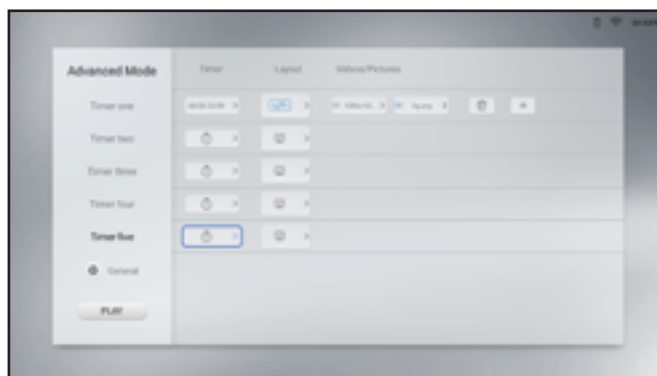 Advanced Mode
Timer
Layout
Videos/Pictures
Timer one
Timer two
Timer three
Timer four
Timer five
General
PLAY